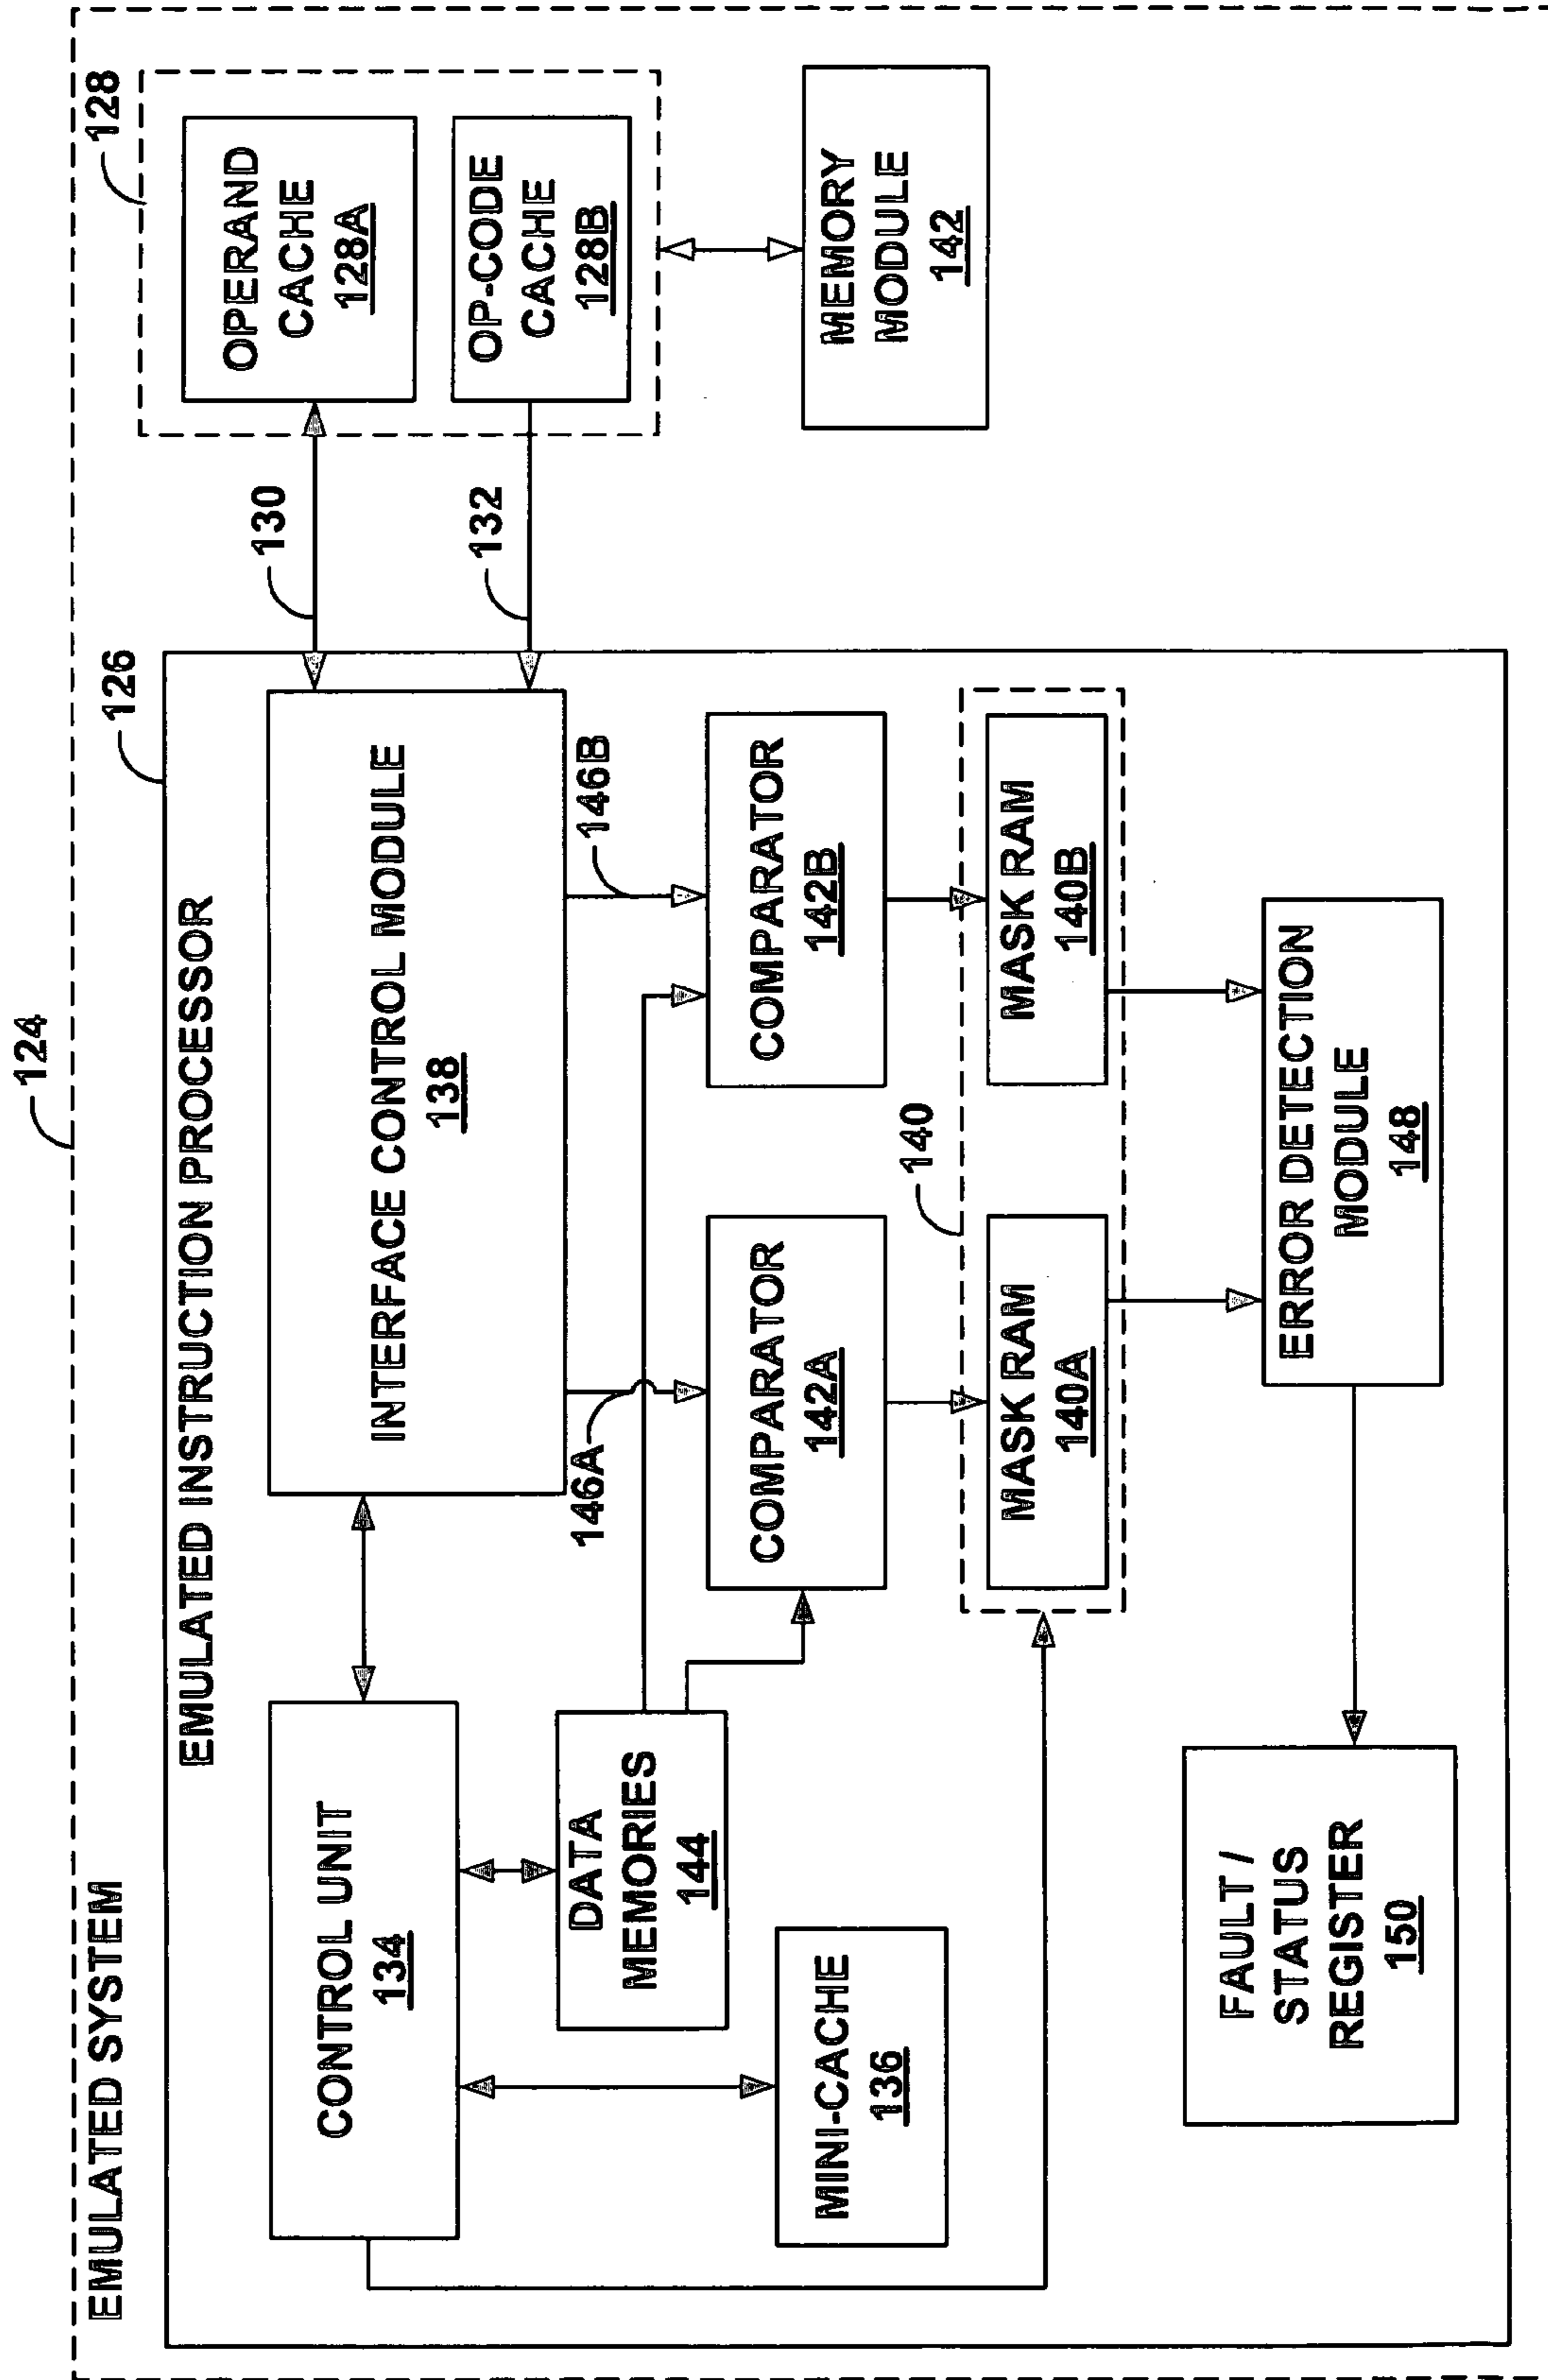 124
EMULATED SYSTEM
126
EMULATED INSTRUCTION PROCESSOR
128
CONTROL UNIT
134
INTERFACE CONTROL MODULE
138
130
132
OPERAND
CACHE
128A
OP-CODE
CACHE
128B
DATA
MEMORIES
144
146A
146B
MINI-CACHE
136
COMPARATOR
142A
COMPARATOR
142B
MEMORY
MODULE
142
140
MASK RAM
140A
MASK RAM
140B
FAULT /
STATUS
REGISTER
150
ERROR DETECTION
MODULE
148